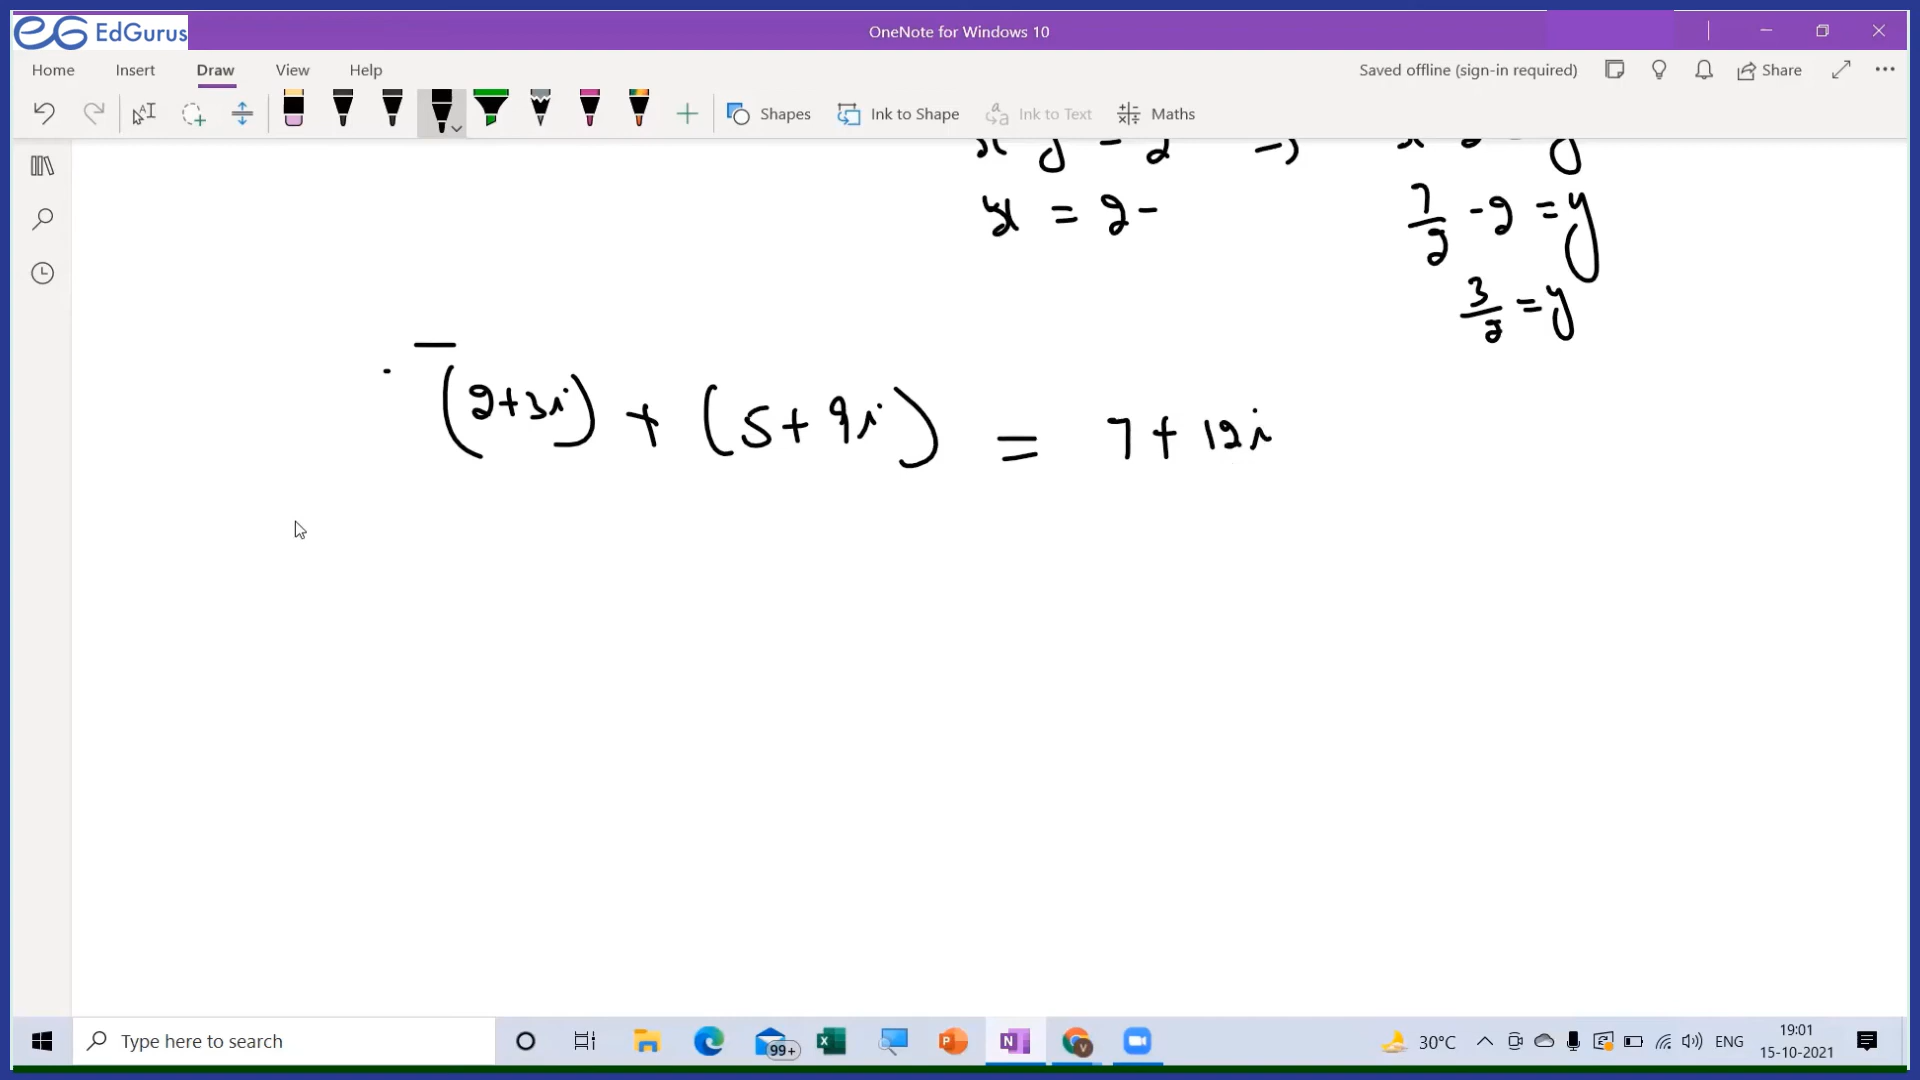 EdGurus
OneNote for Windows 10
Home Insert Draw View Help
Saved offline (sign-in required) Share
Shapes Ink to Shape Ink to Text Maths
x = 2 -
7/2 - 2 = y
3/2 = y
(2+3i) + (5+9i) = 7 + 12i
Type here to search
99+
30°C
ENG
19:01
15-10-2021